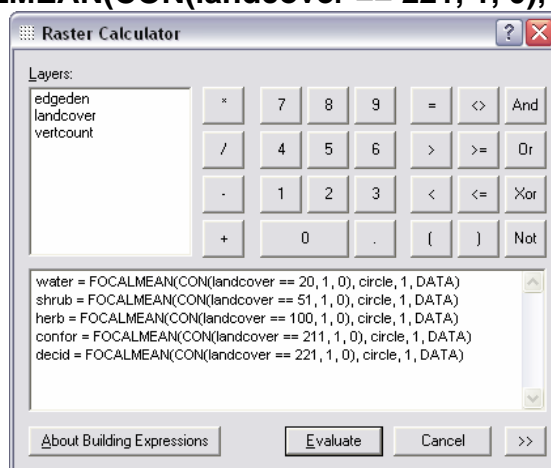 MEAN(CON(landcover == 221, 1, 0),
Raster Calculator
Layers:
edgeden
landcover
vertcount
* 7 8 9 = <> And
/ 4 5 6 > >= Or
- 1 2 3 < <= Xor
+ 0 . ( ) Not
water = FOCALMEAN(CON(landcover == 20, 1, 0), circle, 1, DATA)
shrub = FOCALMEAN(CON(landcover == 51, 1, 0), circle, 1, DATA)
herb = FOCALMEAN(CON(landcover == 100, 1, 0), circle, 1, DATA)
confor = FOCALMEAN(CON(landcover == 211, 1, 0), circle, 1, DATA)
decid = FOCALMEAN(CON(landcover == 221, 1, 0), circle, 1, DATA)
About Building Expressions Evaluate Cancel >>